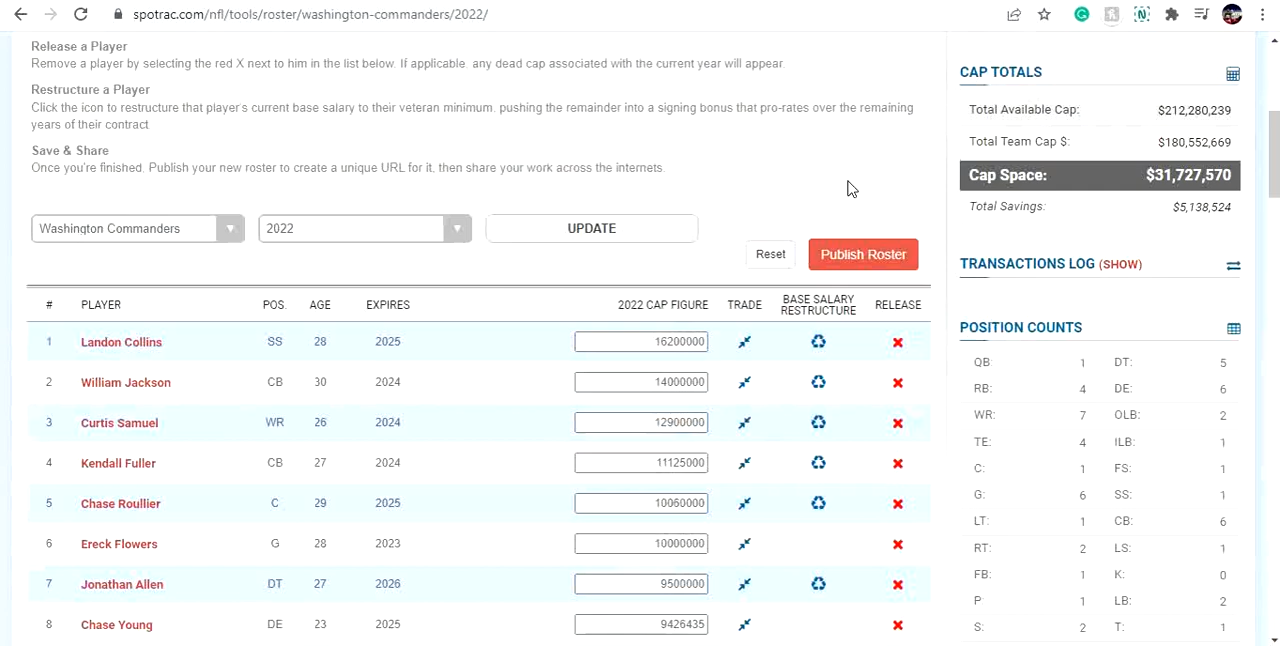 spotrac.com/nfl/tools/roster/washington-commanders/2022/
Release a Player
Remove a player by selecting the red X next to him in the list below. If applicable, any dead cap associated with the current year will appear.
Restructure a Player
Click the icon to restructure that player's current base salary to their veteran minimum, pushing the remainder into a signing bonus that pro-rates over the remaining
years of their contract
Save & Share
Once you're finished. Publish your new roster to create a unique URL for it, then share your work across the internets.
Washington Commanders 2022 UPDATE
Reset Publish Roster
# PLAYER POS. AGE EXPIRES 2022 CAP FIGURE TRADE BASE SALARY RESTRUCTURE RELEASE
1 Landon Collins SS 28 2025 16200000
2 William Jackson CB 30 2024 14000000
3 Curtis Samuel WR 26 2024 12900000
4 Kendall Fuller CB 27 2024 11125000
5 Chase Roullier C 29 2025 10060000
6 Ereck Flowers G 28 2023 10000000
7 Jonathan Allen DT 27 2026 9500000
8 Chase Young DE 23 2025 9426435
CAP TOTALS
Total Available Cap: $212,280,239
Total Team Cap $: $180,552,669
Cap Space: $31,727,570
Total Savings: $5,138,524
TRANSACTIONS LOG (SHOW)
POSITION COUNTS
QB: 1 DT: 5
RB: 4 DE: 6
WR: 7 OLB: 2
TE: 4 ILB: 1
C: 1 FS: 1
G: 6 SS: 1
LT: 1 CB: 6
RT: 2 LS: 1
FB: 1 K: 0
P: 1 LB: 2
S: 2 T: 1